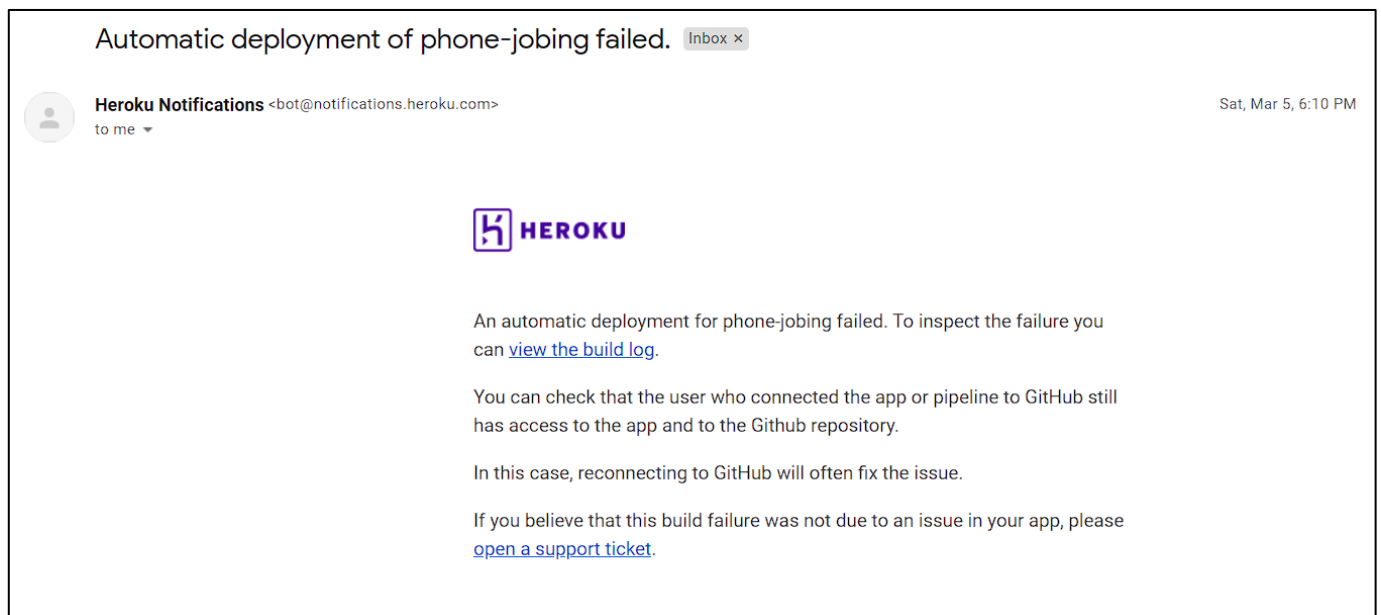 Automatic deployment of phone-jobing failed. Inbox ×
Heroku Notifications <bot@notifications.heroku.com> Sat, Mar 5, 6:10 PM
to me
HEROKU
An automatic deployment for phone-jobing failed. To inspect the failure you
can view the build log.
You can check that the user who connected the app or pipeline to GitHub still
has access to the app and to the Github repository.
In this case, reconnecting to GitHub will often fix the issue.
If you believe that this build failure was not due to an issue in your app, please
open a support ticket.